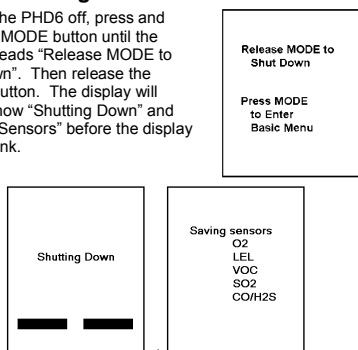 he PHD6 off, press and
MODE button until the
eads "Release MODE to
wn". Then release the
utton. The display will
now "Shutting Down" and
Sensors" before the display
nk.
Release MODE to
Shut Down
Press MODE
to Enter
Basic Menu
Shutting Down
Saving sensors
O2
LEL
VOC
SO2
CO/H2S